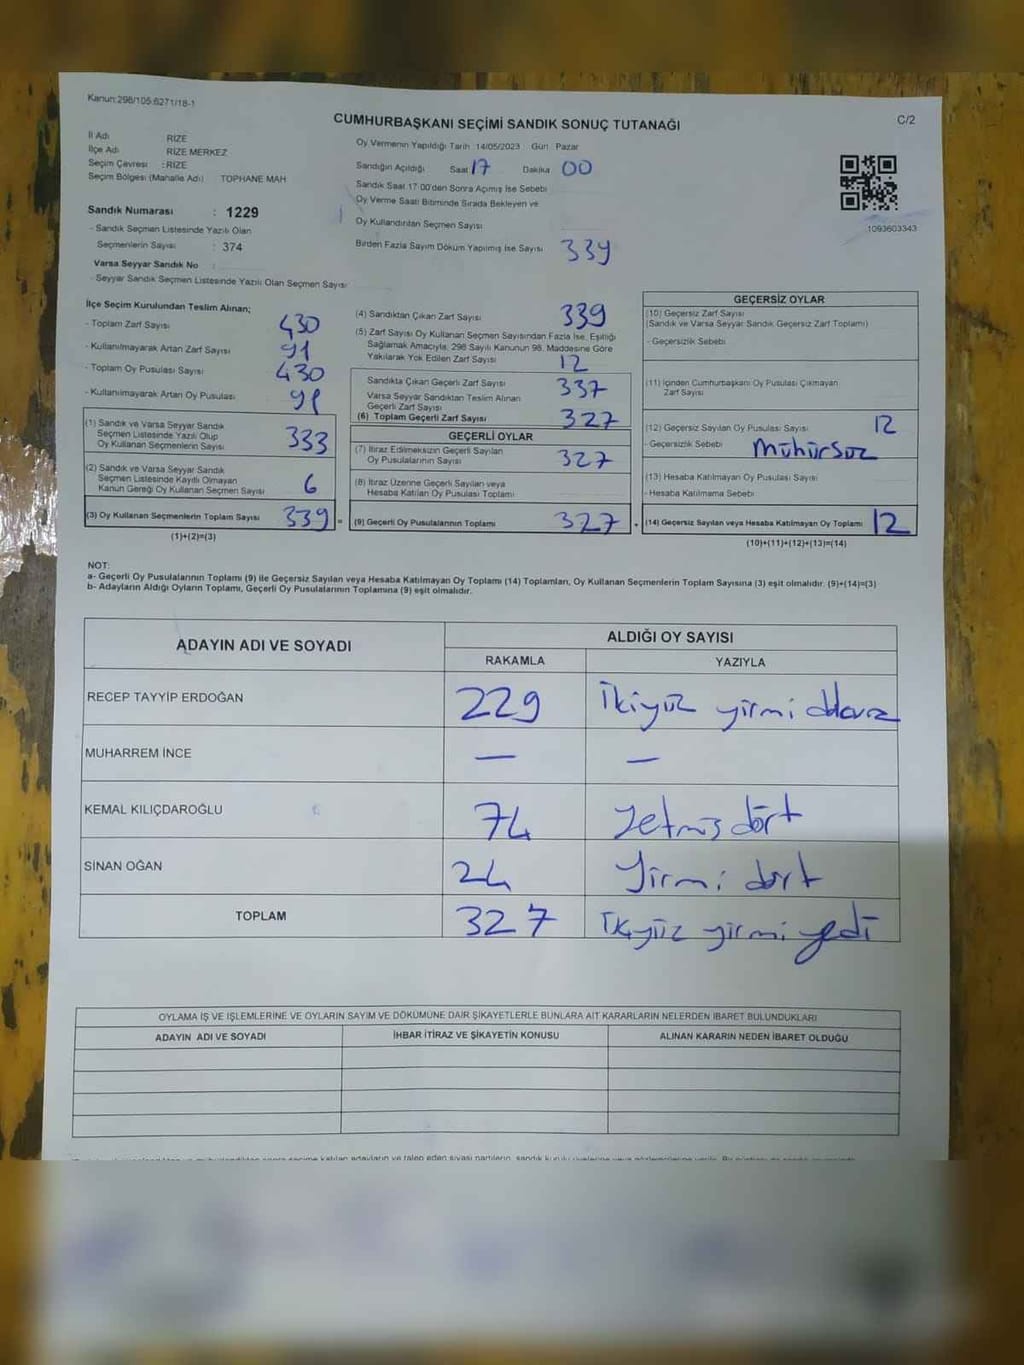 Kanun:298/105.6271/18-1
CUMHURBAŞKANI SEÇİMİ SANDIK SONUÇ TUTANAĞI
C/2
İl Adı RİZE
İlçe Adı RİZE MERKEZ
Seçim Çevresi : RİZE
Seçim Bölgesi (Mahalle Adı) TOPHANE MAH
Sandık Numarası : 1229
- Sandık Seçmen Listesinde Yazılı Olan
Seçmenlerin Sayısı : 374
Varsa Seyyar Sandık No :
- Seyyar Sandık Seçmen Listesinde Yazılı Olan Seçmen Sayısı
Oy Vermenin Yapıldığı Tarih 14/05/2023 Gün Pazar
Sandığın Açıldığı Saat 17 Dakika 00
Sandık Saat 17 00'den Sonra Açımış İse Sebebi
Oy Verme Saati Bitiminde Sırada Bekleyen ve
Oy Kullandırılan Seçmen Sayısı
Birden Fazla Sayım Döküm Yapılmış İse Sayısı 339
1093603343
İlçe Seçim Kurulundan Teslim Alınan;
- Toplam Zarf Sayısı 430
- Kullanılmayarak Artan Zarf Sayısı 91
- Toplam Oy Pusulası Sayısı 430
- Kullanılmayarak Artan Oy Pusulası 91
(1) Sandık ve Varsa Seyyar Sandık
Seçmen Listesinde Yazılı Olup
Oy Kullanan Seçmenlerin Sayısı 333
(2) Sandık ve Varsa Seyyar Sandık
Seçmen Listesinde Kayıtlı Olmayan
Kanun Gereği Oy Kullanan Seçmen Sayısı 6
(3) Oy Kullanan Seçmenlerin Toplam Sayısı 339 =
(1)+(2)=(3)
(4) Sandıktan Çıkan Zarf Sayısı 339
(5) Zarf Sayısı Oy Kullanan Seçmen Sayısından Fazla İse, Eşitliği
Sağlamak Amacıyla, 298 Sayılı Kanunun 98. Maddesine Göre
Yakılarak Yok Edilen Zarf Sayısı 12
Sandıkta Çıkan Geçerli Zarf Sayısı 337
Varsa Seyyar Sandıktan Teslim Alınan
Geçerli Zarf Sayısı
(6) Toplam Geçerli Zarf Sayısı 327
GEÇERLİ OYLAR
(7) İtiraz Edilmeksizin Geçerli Sayılan
Oy Pusulalarının Sayısı 327
(8) İtiraz Üzerine Geçerli Sayılan veya
Hesaba Katılan Oy Pusulası Toplamı
(9) Geçerli Oy Pusulalarının Toplamı 327 +
GEÇERSİZ OYLAR
(10) Geçersiz Zarf Sayısı
(Sandık ve Varsa Seyyar Sandık Geçersiz Zarf Toplamı)
- Geçersizlik Sebebi
(11) İçinden Cumhurbaşkanı Oy Pusulası Çıkmayan
Zarf Sayısı
(12) Geçersiz Sayılan Oy Pusulası Sayısı 12
- Geçersizlik Sebebi Mühürsüz
(13) Hesaba Katılmayan Oy Pusulası Sayısı
- Hesaba Katılmama Sebebi
(14) Geçersiz Sayılan veya Hesaba Katılmayan Oy Toplamı 12
(10)+(11)+(12)+(13)=(14)
NOT:
a- Geçerli Oy Pusulalarının Toplamı (9) ile Geçersiz Sayılan veya Hesaba Katılmayan Oy Toplamı (14) Toplamları, Oy Kullanan Seçmenlerin Toplam Sayısına (3) eşit olmalıdır. (9)+(14)=(3)
b- Adayların Aldığı Oyların Toplamı, Geçerli Oy Pusulalarının Toplamına (9) eşit olmalıdır.
ADAYIN ADI VE SOYADI ALDIĞI OY SAYISI
RAKAMLA YAZIYLA
RECEP TAYYİP ERDOĞAN 229 ikiyüz yirmi dokuz
MUHARREM İNCE — —
KEMAL KILIÇDAROĞLU 74 yetmiş dört
SİNAN OĞAN 24 yirmi dört
TOPLAM 327 ikiyüz yirmi yedi
OYLAMA İŞ VE İŞLEMLERİNE VE OYLARIN SAYIM VE DÖKÜMÜNE DAİR ŞİKAYETLERLE BUNLARA AİT KARARLARIN NELERDEN İBARET BULUNDUKLARI
ADAYIN ADI VE SOYADI İHBAR İTİRAZ VE ŞİKAYETİN KONUSU ALINAN KARARIN NEDEN İBARET OLDUĞU